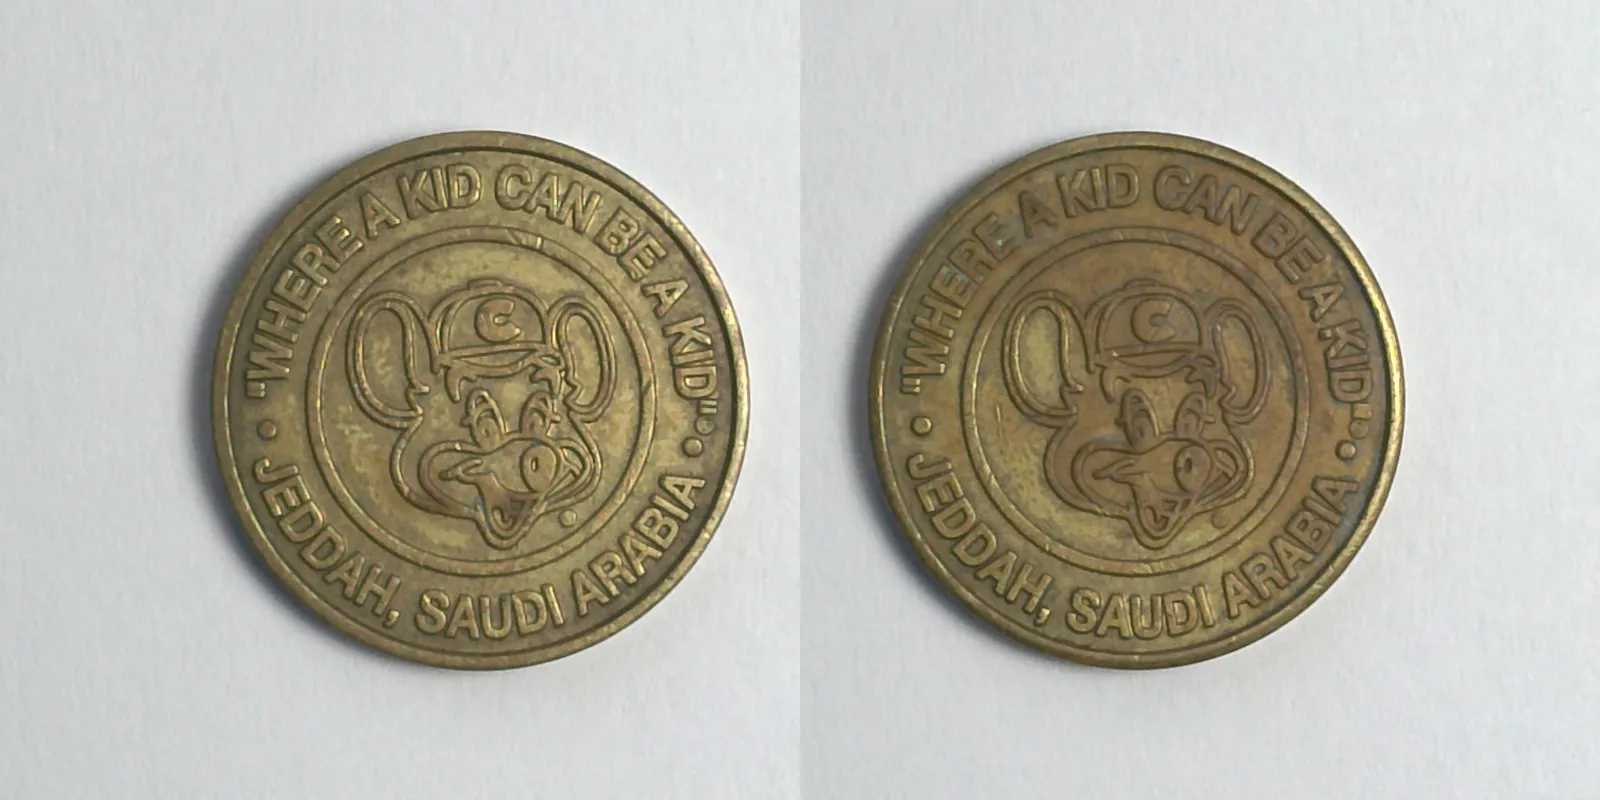 "WHERE A KID CAN BE A KID"®
• JEDDAH, SAUDI ARABIA •
C
"WHERE A KID CAN BE A KID"®
• JEDDAH, SAUDI ARABIA •
C